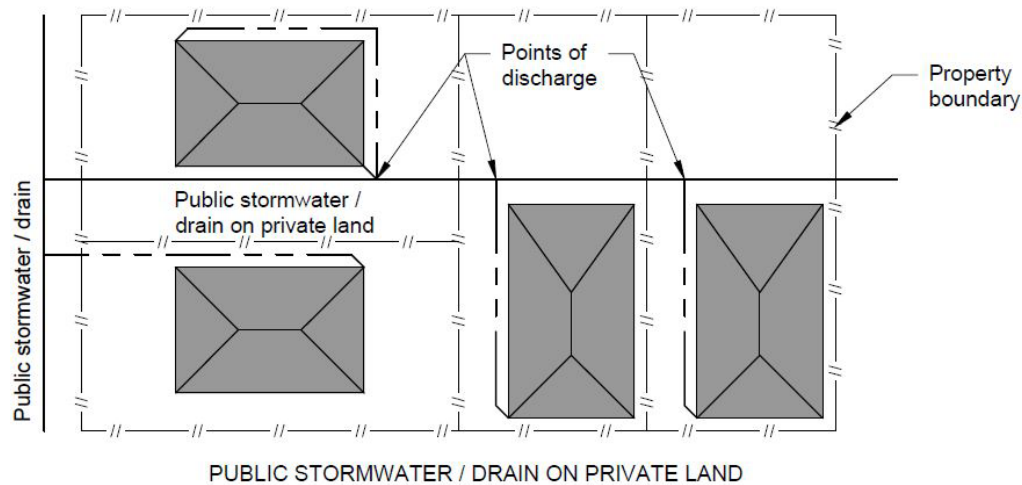 Points of
discharge
Property
boundary
Public stormwater /
drain on private land
Public stormwater / drain
PUBLIC STORMWATER / DRAIN ON PRIVATE LAND